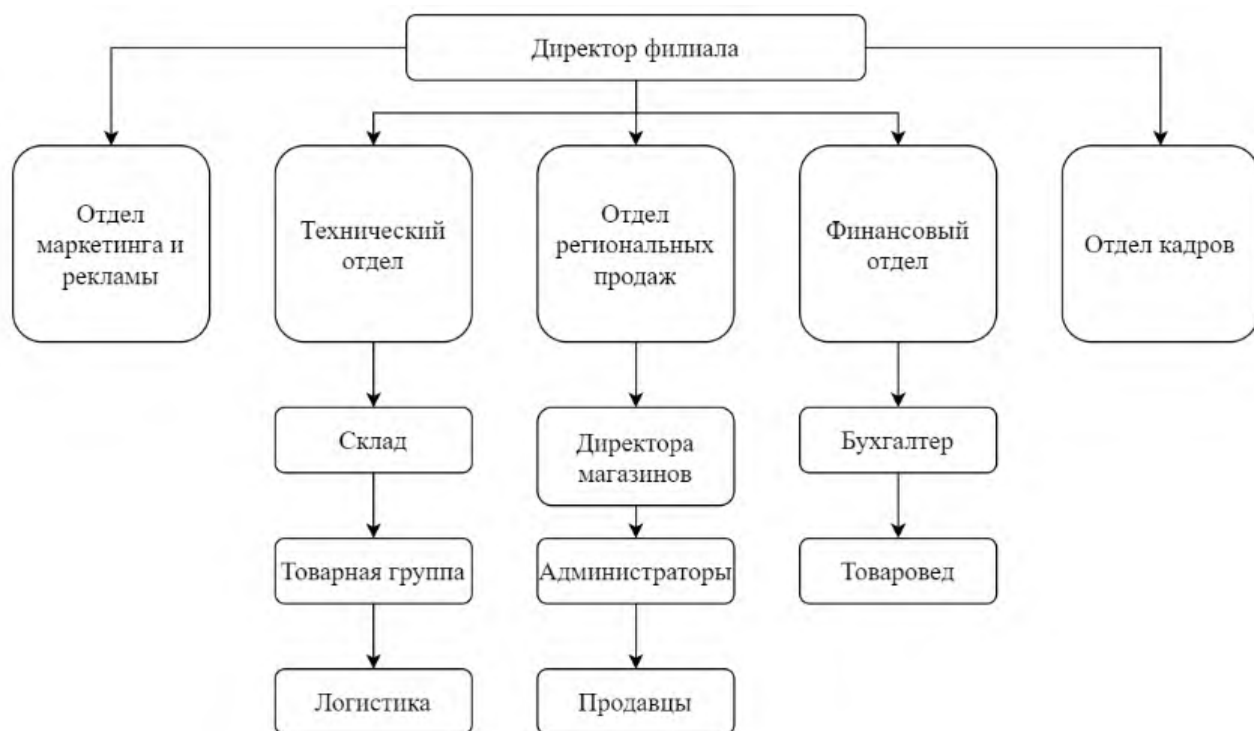 Директор филиала
Отдел
маркетинга и
рекламы
Технический
отдел
Отдел
региональных
продаж
Финансовый
отдел
Отдел кадров
Склад
Директора
магазинов
Бухгалтер
Товарная группа
Администраторы
Товаровед
Логистика
Продавцы